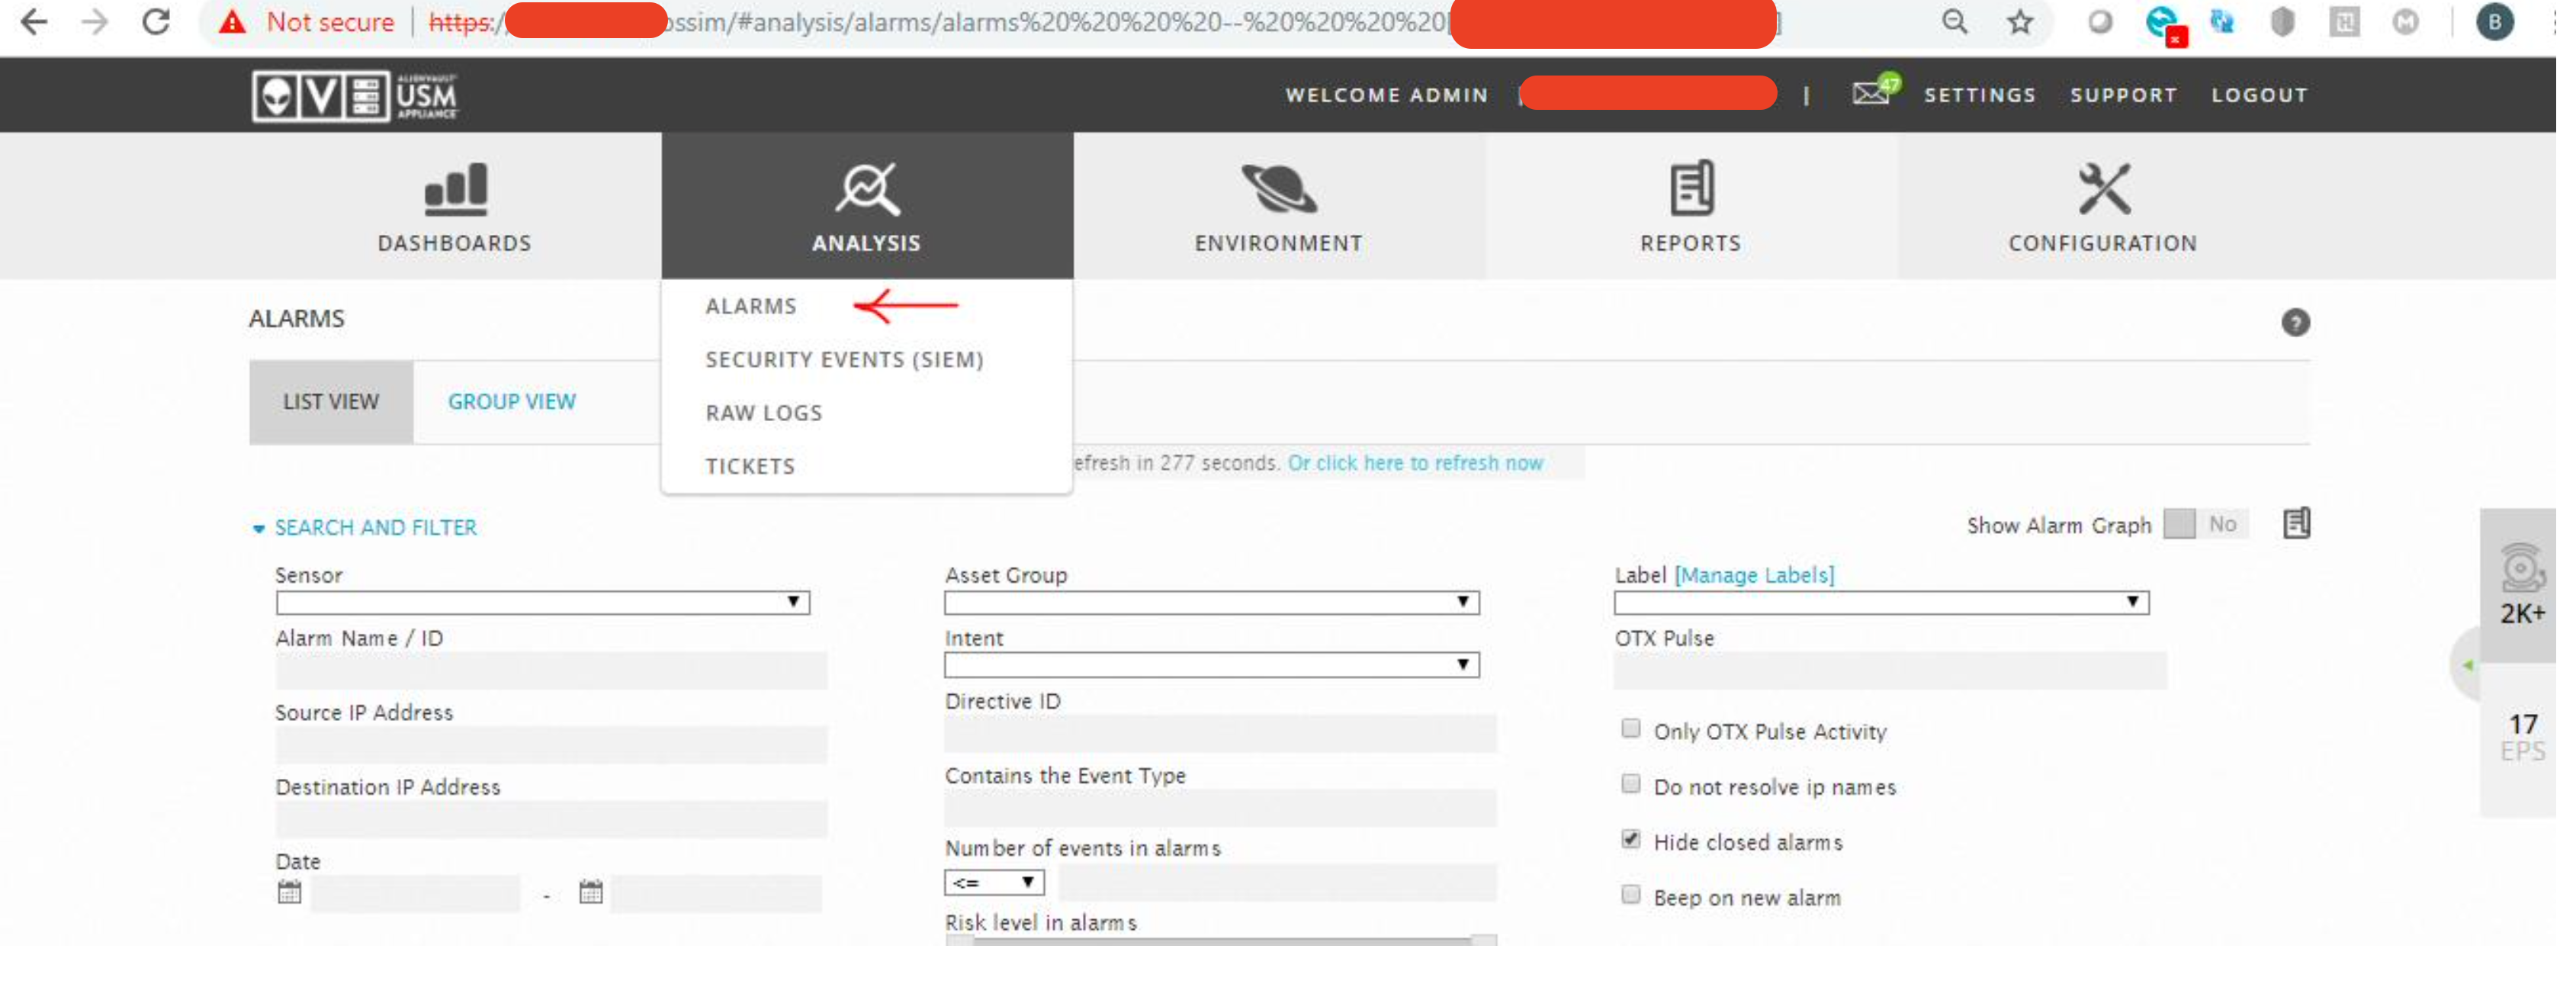 Not secure | https:/ ossim/#analysis/alarms/alarms%20%20%20%20--%20%20%20%20[ ]
B
ALIENVAULT USM APPLIANCE
WELCOME ADMIN | | 47 SETTINGS SUPPORT LOGOUT
DASHBOARDS ANALYSIS ENVIRONMENT REPORTS CONFIGURATION
ALARMS
SECURITY EVENTS (SIEM)
RAW LOGS
TICKETS
ALARMS
LIST VIEW GROUP VIEW
efresh in 277 seconds. Or click here to refresh now
SEARCH AND FILTER
Show Alarm Graph No
Sensor
Asset Group
Label [Manage Labels]
Alarm Name / ID
Intent
OTX Pulse
Source IP Address
Directive ID
Only OTX Pulse Activity
Destination IP Address
Contains the Event Type
Do not resolve ip names
Date
-
Number of events in alarms
<=
Hide closed alarms
Risk level in alarms
Beep on new alarm
2K+
17
EPS